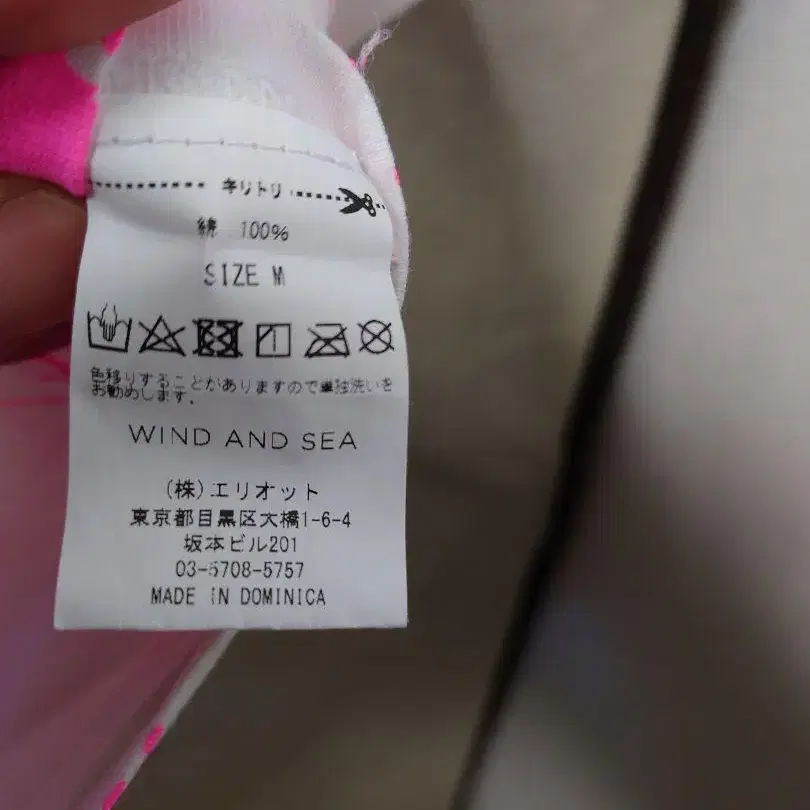 キリトリ
綿 100%
SIZE M
色移りすることがありますので単独洗いを
お勧めします。
WIND AND SEA
(株)エリオット
東京都目黒区大橋1-6-4
坂本ビル201
03-5708-5757
MADE IN DOMINICA